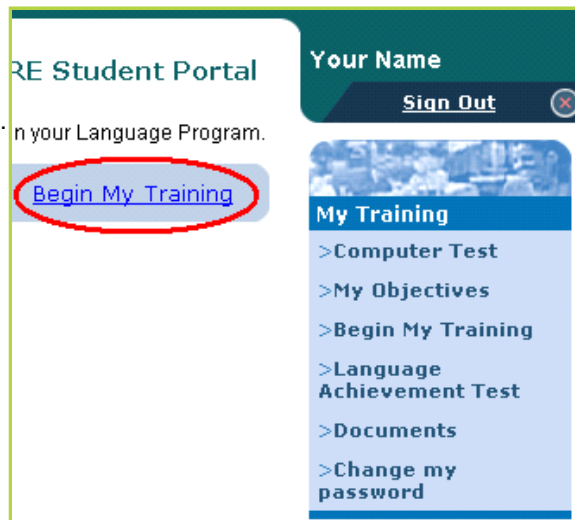 RE Student Portal
n your Language Program.
Begin My Training
Your Name
Sign Out
My Training
>Computer Test
>My Objectives
>Begin My Training
>Language
Achievement Test
>Documents
>Change my
password